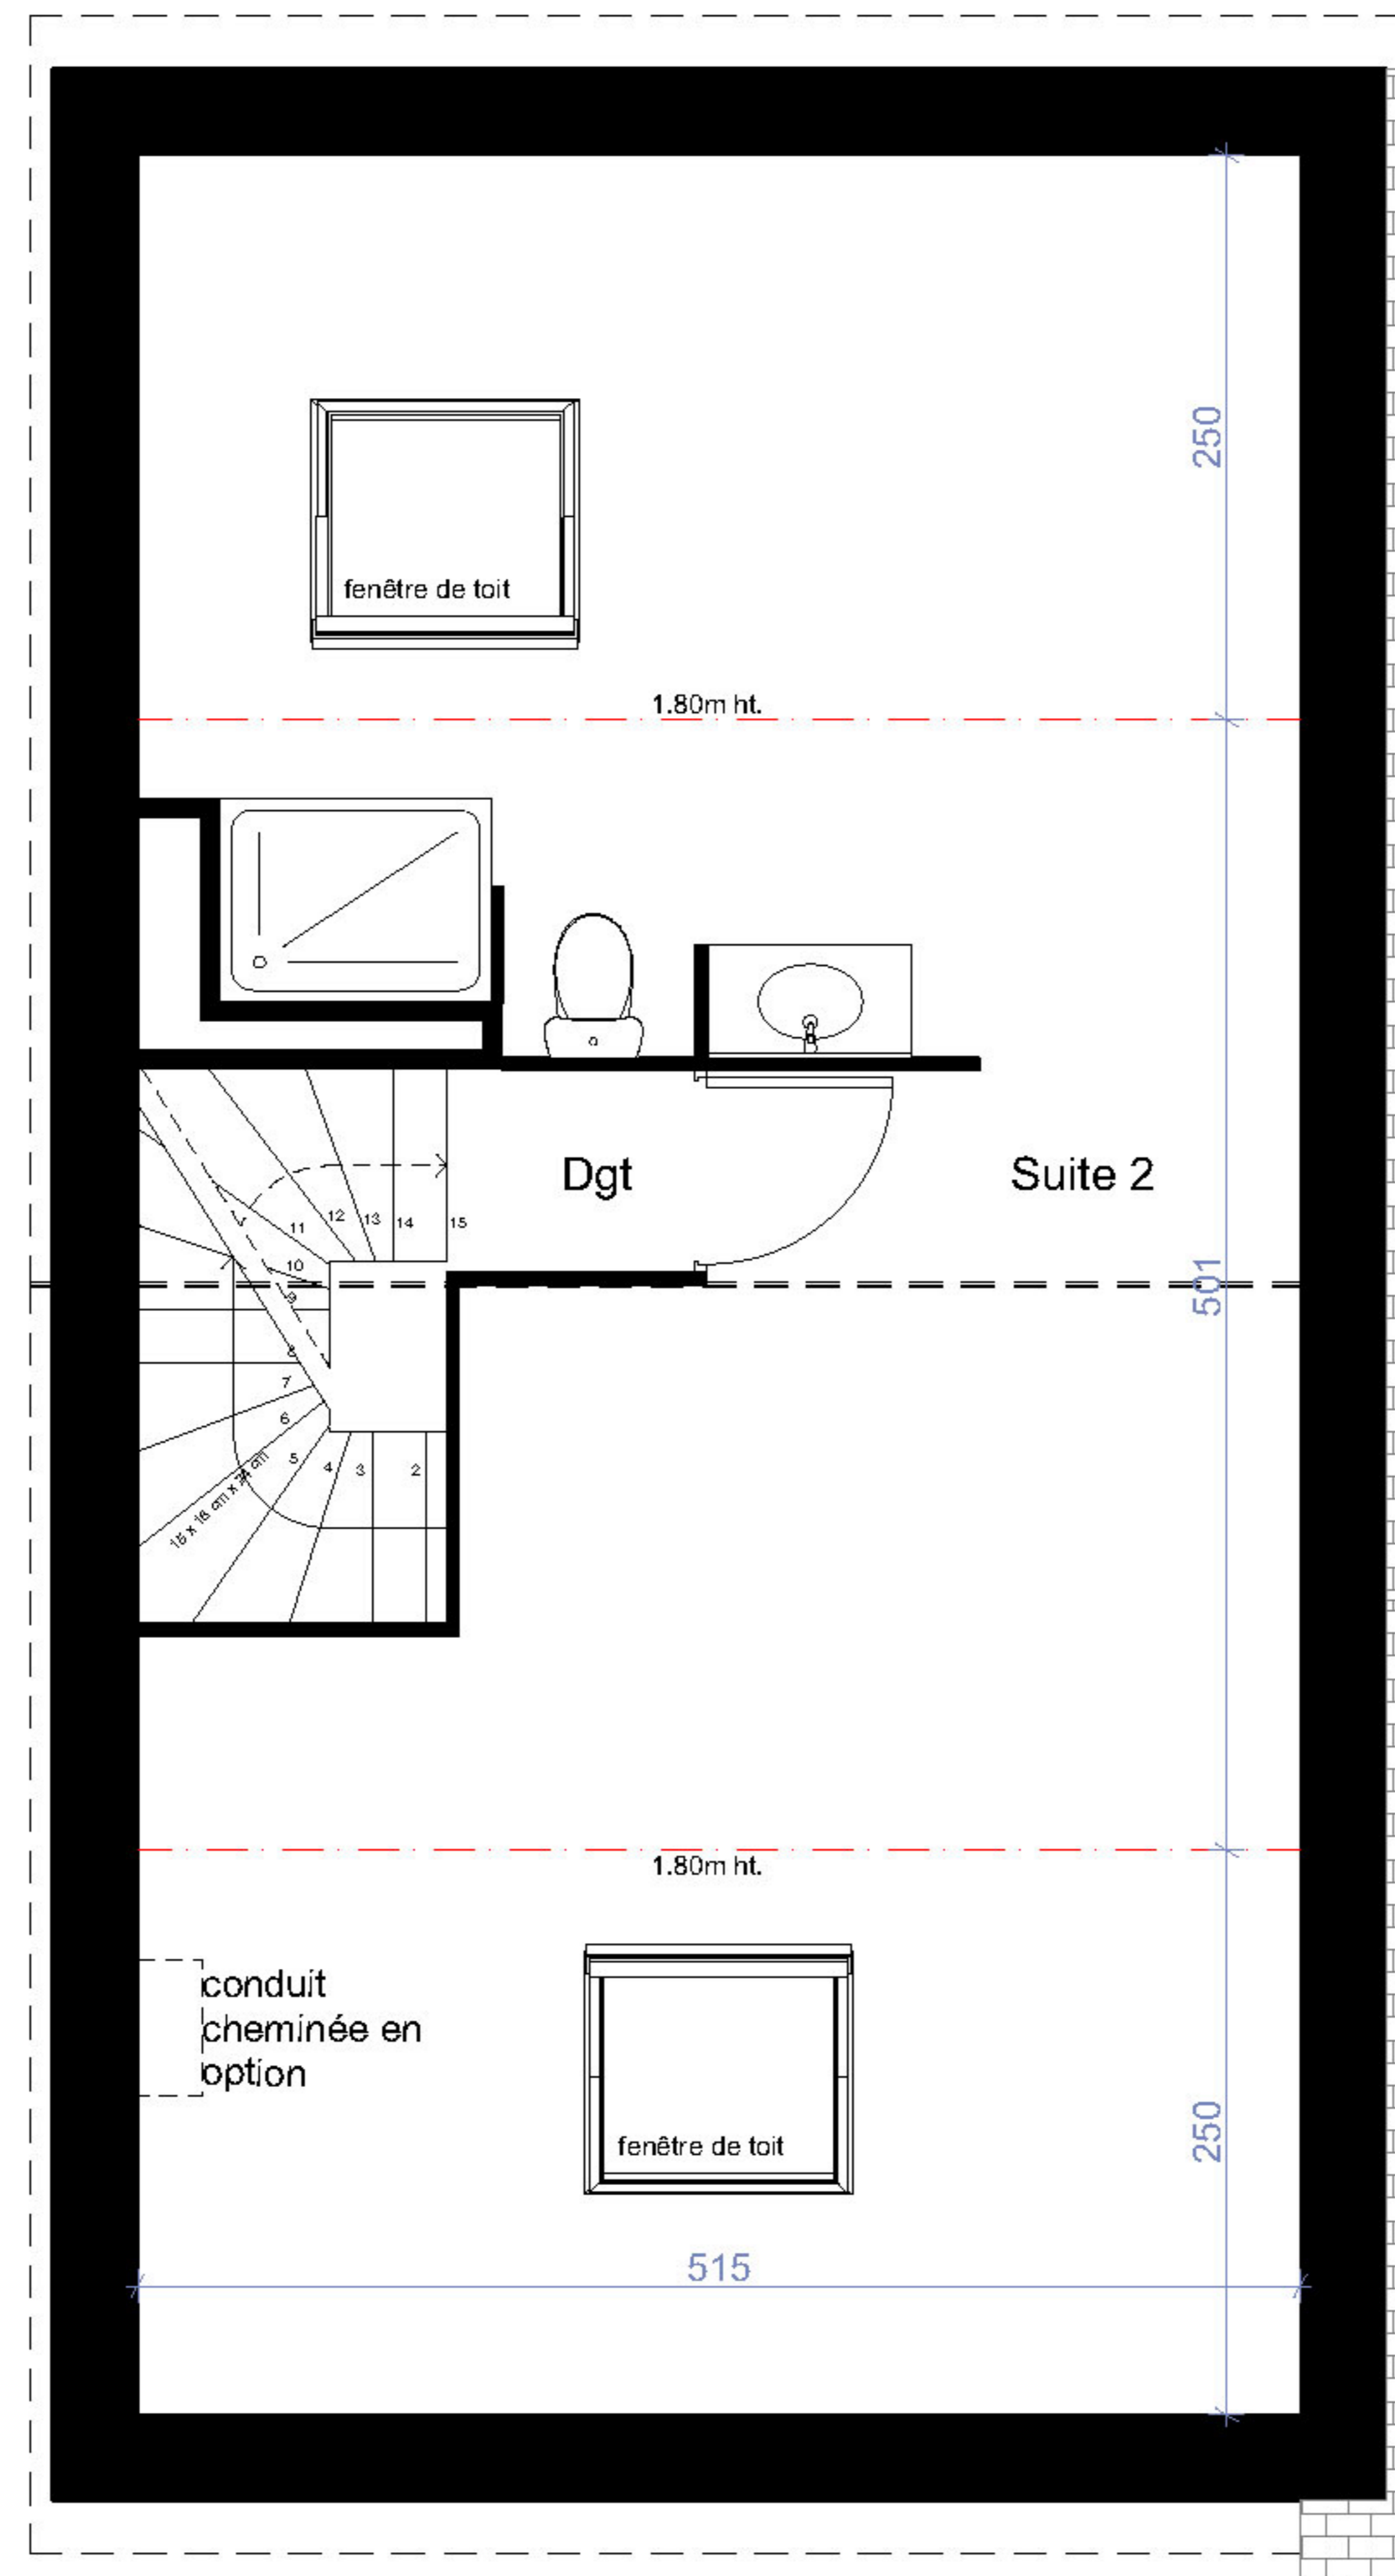 250
fenêtre de toit
1.80m ht.
Dgt
Suite 2
11
12
13
14
15
10
9
8
7
6
5
4
3
2
501
1.80m ht.
conduit
cheminée en
option
fenêtre de toit
250
515